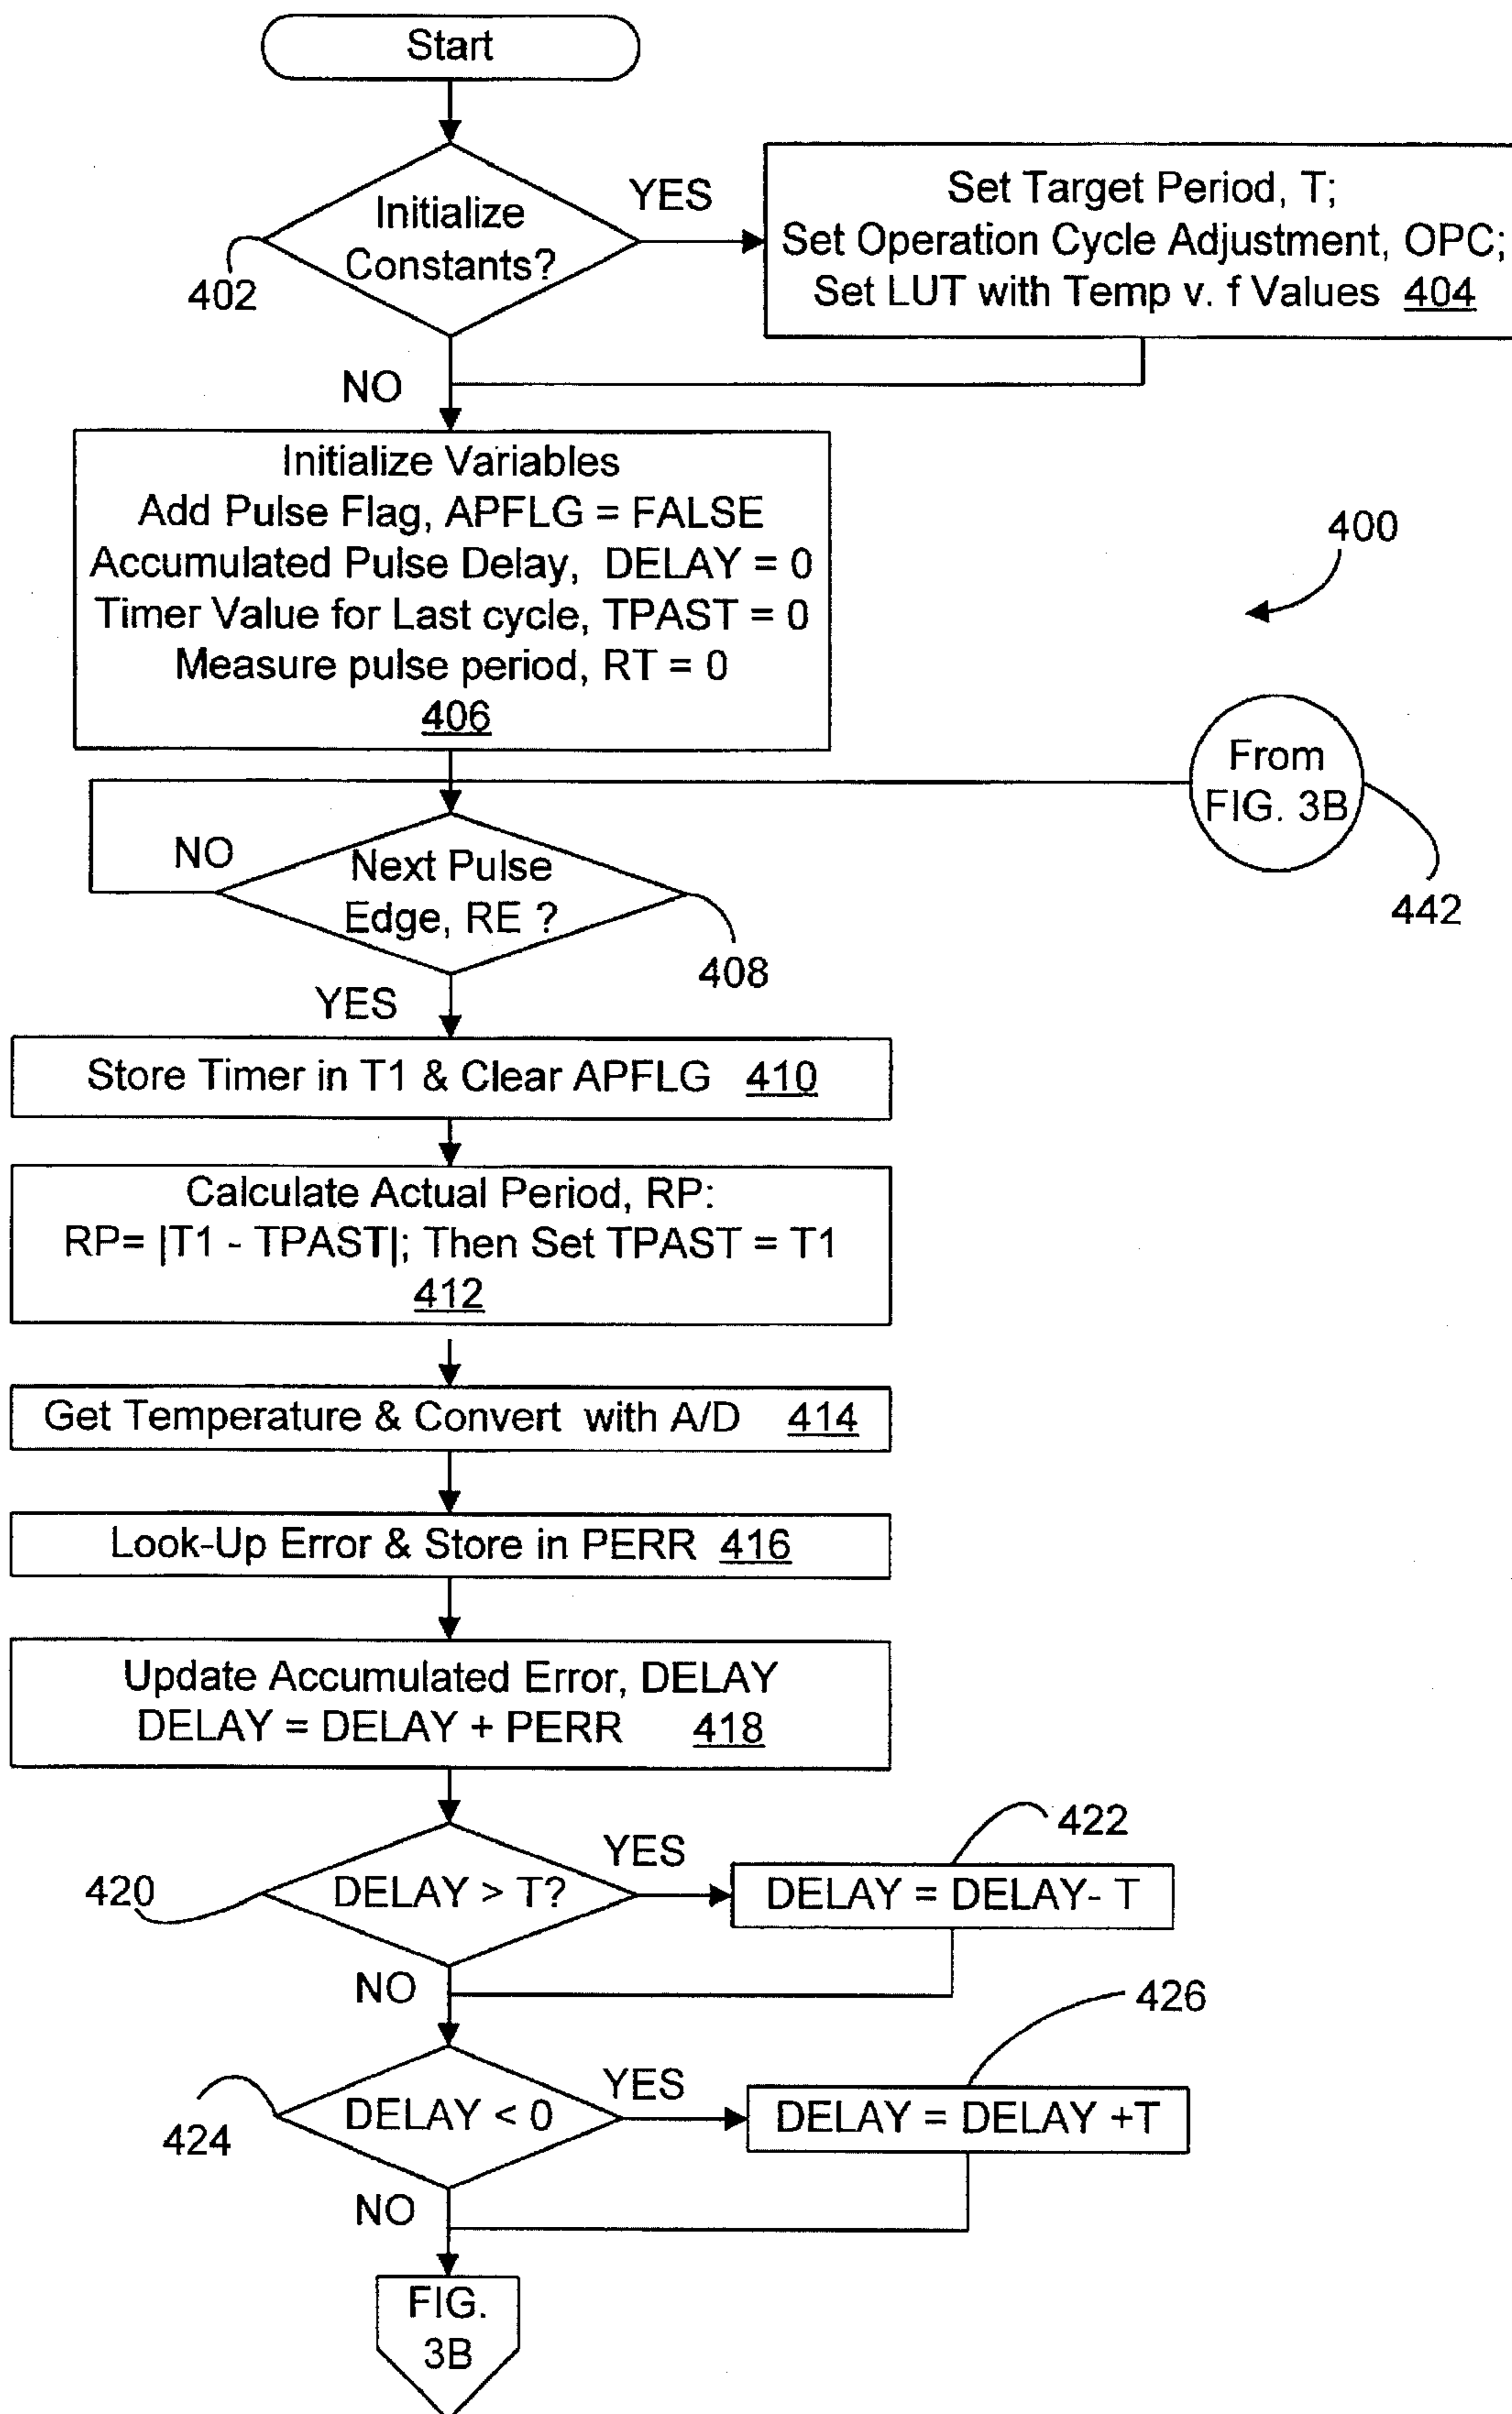 Start
Initialize
Constants?
YES
402
Set Target Period, T;
Set Operation Cycle Adjustment, OPC;
Set LUT with Temp v. f Values 404
NO
Initialize Variables
Add Pulse Flag, APFLG = FALSE
Accumulated Pulse Delay, DELAY = 0
Timer Value for Last cycle, TPAST = 0
Measure pulse period, RT = 0
406
400
From
FIG. 3B
442
NO
Next Pulse
Edge, RE ?
408
YES
Store Timer in T1 & Clear APFLG 410
Calculate Actual Period, RP:
RP= |T1 - TPAST|; Then Set TPAST = T1
412
Get Temperature & Convert with A/D 414
Look-Up Error & Store in PERR 416
Update Accumulated Error, DELAY
DELAY = DELAY + PERR 418
420
DELAY > T?
YES
422
DELAY = DELAY- T
NO
424
DELAY < 0
YES
426
DELAY = DELAY +T
NO
FIG.
3B